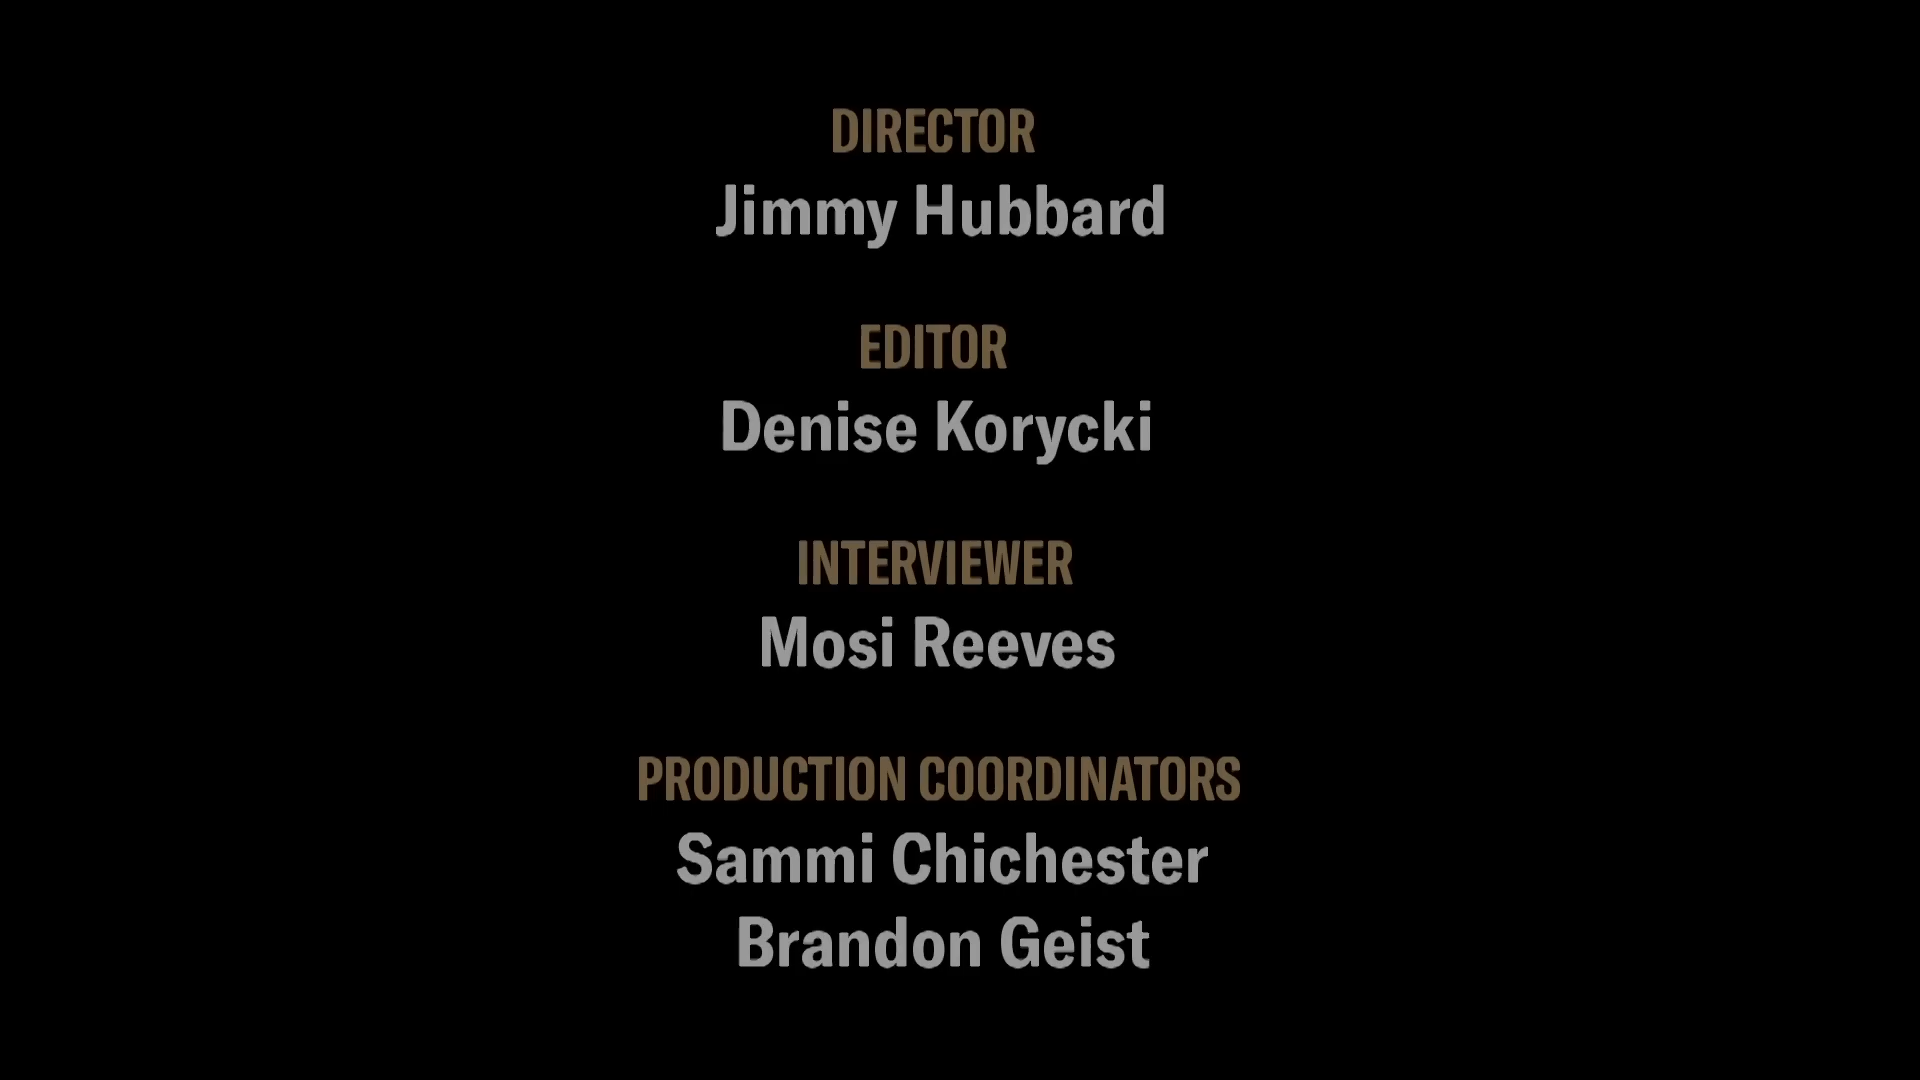 DIRECTOR
Jimmy Hubbard
EDITOR
Denise Korycki
INTERVIEWER
Mosi Reeves
PRODUCTION COORDINATORS
Sammi Chichester
Brandon Geist